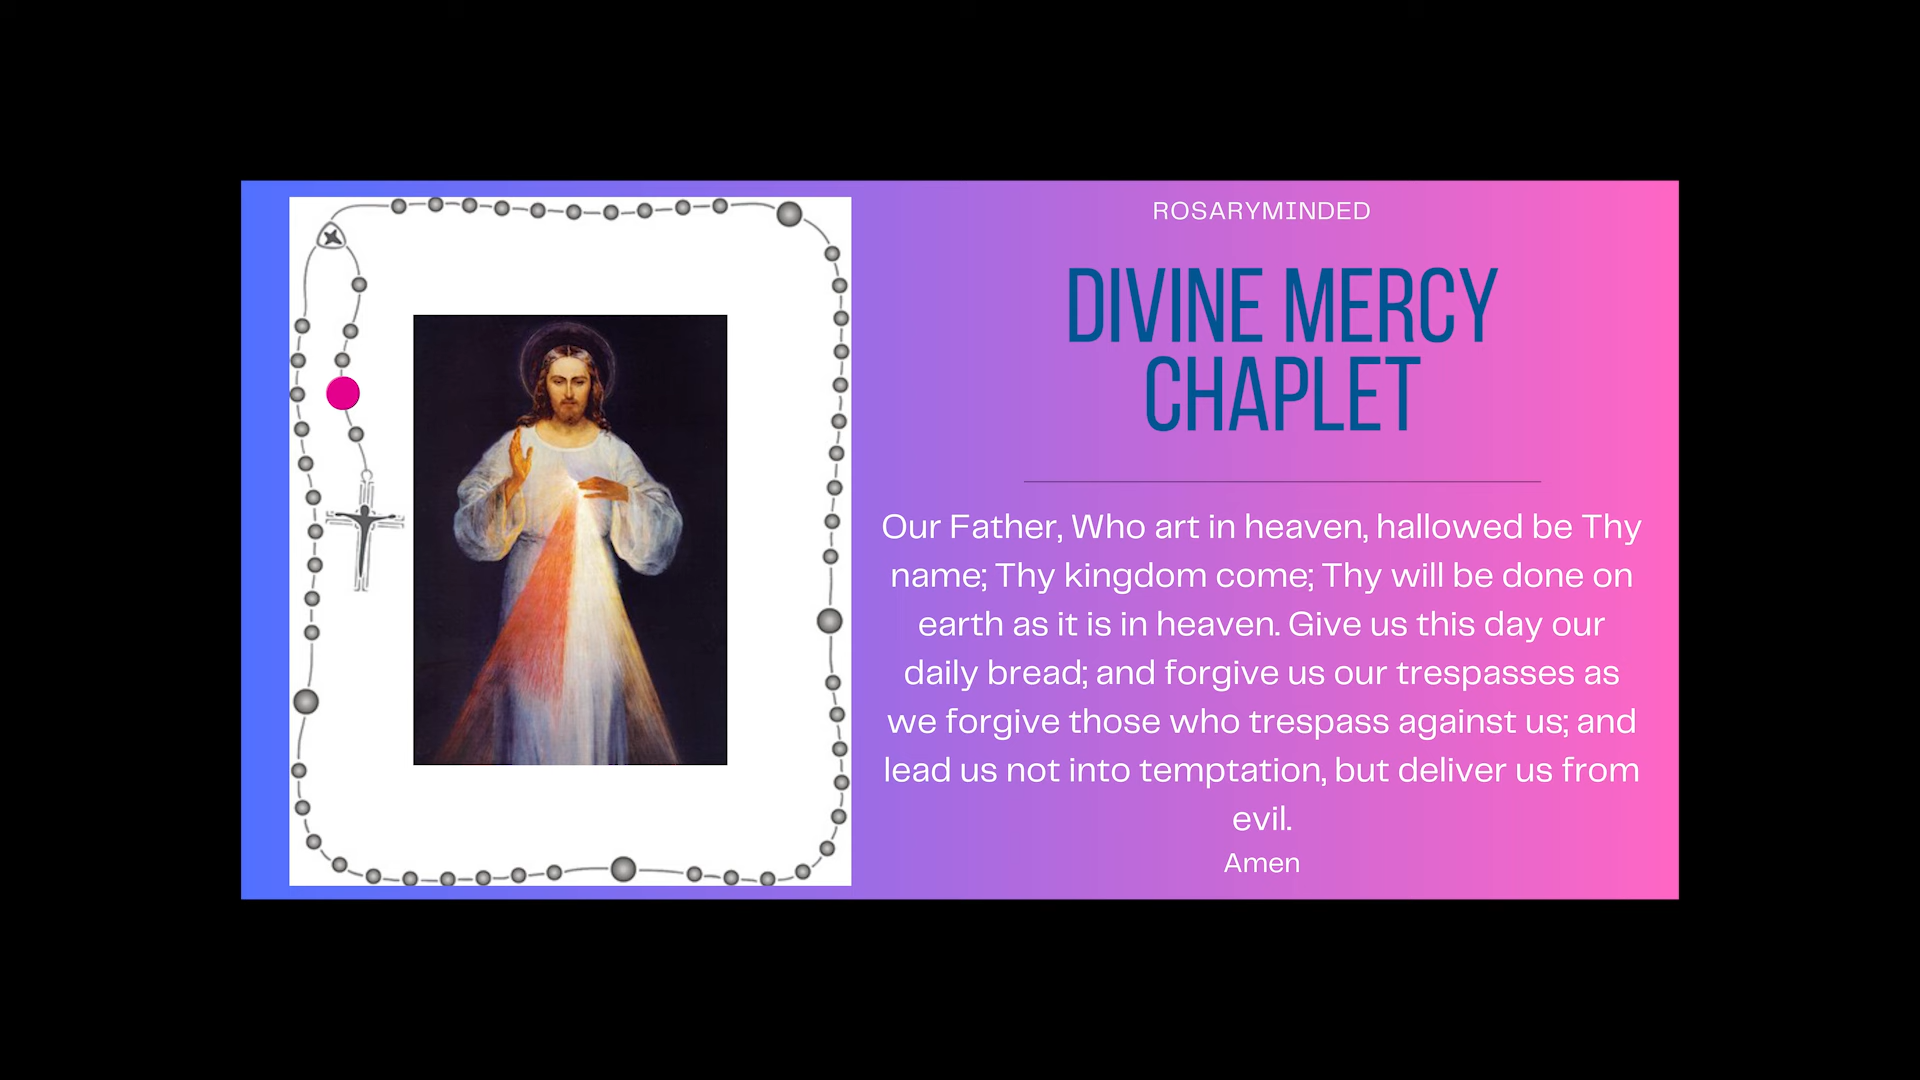 ROSARYMINDED
DIVINE MERCY
CHAPLET
Our Father, Who art in heaven, hallowed be Thy
name; Thy kingdom come; Thy will be done on
earth as it is in heaven. Give us this day our
daily bread; and forgive us our trespasses as
we forgive those who trespass against us; and
lead us not into temptation, but deliver us from
evil.
Amen